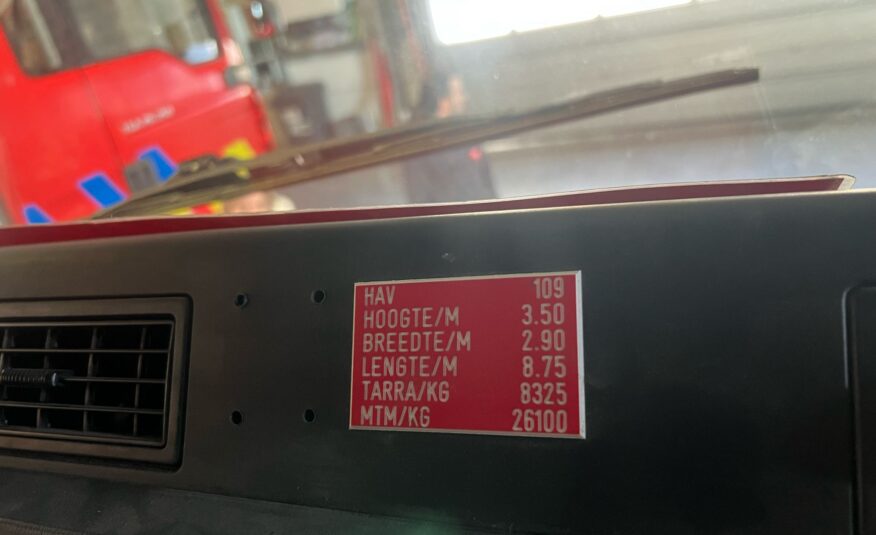 HAV 109
HOOGTE/M 3.50
BREEDTE/M 2.90
LENGTE/M 8.75
TARRA/KG 8325
MTM/KG 26100